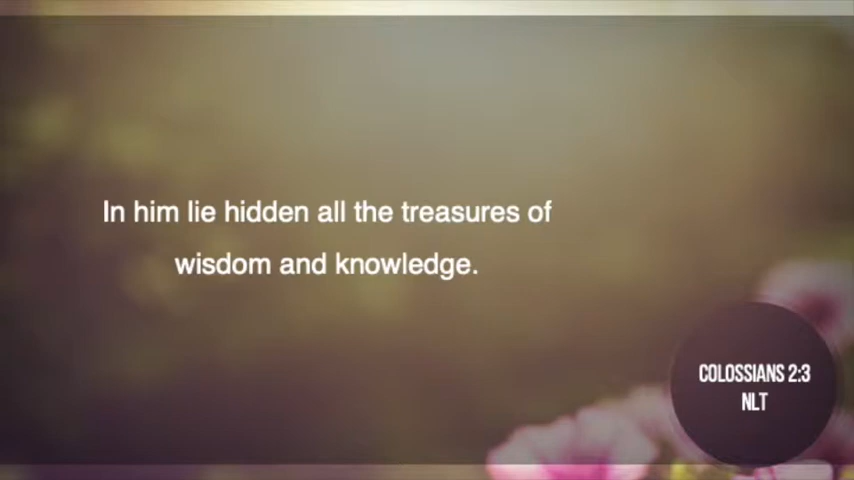 In him lie hidden all the treasures of
wisdom and knowledge.
COLOSSIANS 2:3
NLT